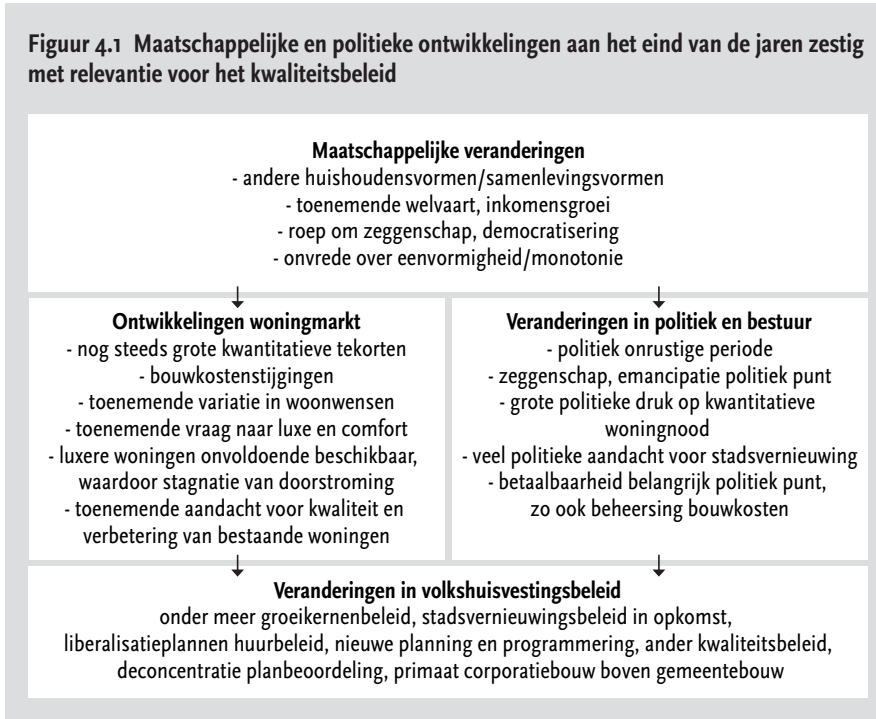 Figuur 4.1 Maatschappelijke en politieke ontwikkelingen aan het eind van de jaren zestig
met relevantie voor het kwaliteitsbeleid
Maatschappelijke veranderingen
- andere huishoudensvormen/samenlevingsvormen
- toenemende welvaart, inkomensgroei
- roep om zeggenschap, democratisering
- onvrede over eenvormigheid/monotonie
Ontwikkelingen woningmarkt
- nog steeds grote kwantitatieve tekorten
- bouwkostenstijgingen
- toenemende variatie in woonwensen
- toenemende vraag naar luxe en comfort
- luxere woningen onvoldoende beschikbaar,
waardoor stagnatie van doorstroming
- toenemende aandacht voor kwaliteit en
verbetering van bestaande woningen
Veranderingen in politiek en bestuur
- politiek onrustige periode
- zeggenschap, emancipatie politiek punt
- grote politieke druk op kwantitatieve
woningnood
- veel politieke aandacht voor stadsvernieuwing
- betaalbaarheid belangrijk politiek punt,
zo ook beheersing bouwkosten
Veranderingen in volkshuisvestingsbeleid
onder meer groeikernenbeleid, stadsvernieuwingsbeleid in opkomst,
liberalisatieplannen huurbeleid, nieuwe planning en programmering, ander kwaliteitsbeleid,
deconcentratie planbeoordeling, primaat corporatiebouw boven gemeentebouw